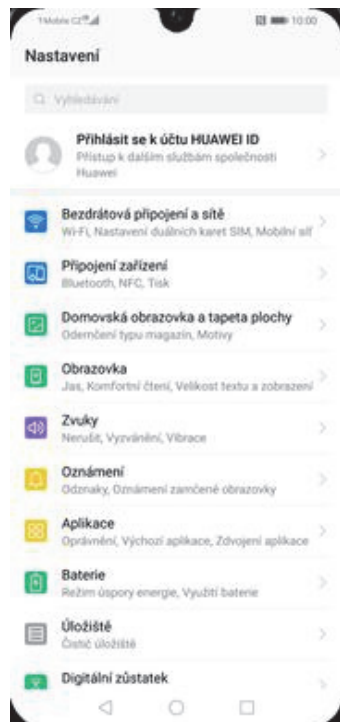 T-Mobile CZ
10:00
Nastavení
Vyhledávání
Přihlásit se k účtu HUAWEI ID
Přístup k dalším službám společnosti
Huawei
Bezdrátová připojení a sítě
Wi-Fi, Nastavení duálních karet SIM, Mobilní síť
Připojení zařízení
Bluetooth, NFC, Tisk
Domovská obrazovka a tapeta plochy
Odemčení typu magazín, Motivy
Obrazovka
Jas, Komfortní čtení, Velikost textu a zobrazení
Zvuky
Nerušit, Vyzvánění, Vibrace
Oznámení
Odznaky, Oznámení zamčené obrazovky
Aplikace
Oprávnění, Výchozí aplikace, Zdvojení aplikace
Baterie
Režim úspory energie, Využití baterie
Úložiště
Čistič úložiště
Digitální zůstatek